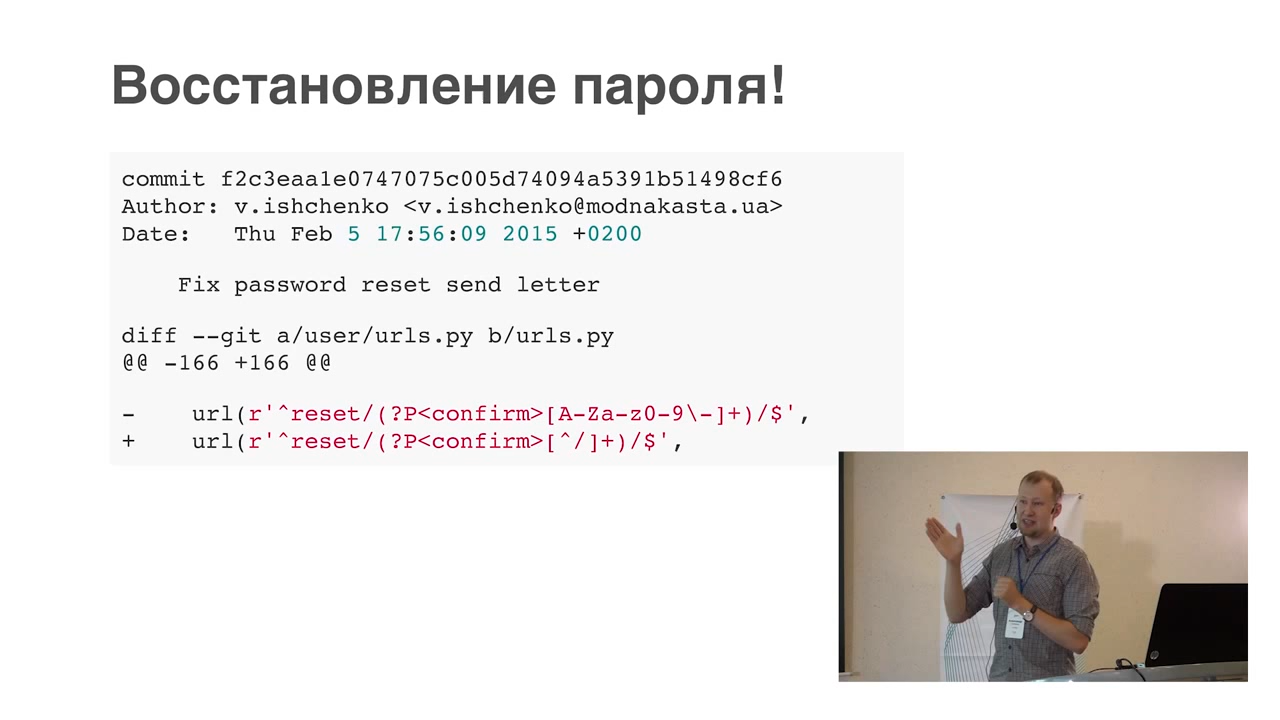 Восстановление пароля!
commit f2c3eaa1e0747075c005d74094a5391b51498cf6
Author: v.ishchenko <v.ishchenko@modnakasta.ua>
Date:   Thu Feb 5 17:56:09 2015 +0200
Fix password reset send letter
diff --git a/user/urls.py b/urls.py
@@ -166 +166 @@
-    url(r'^reset/(?P<confirm>[A-Za-z0-9\-]+)/$',
+    url(r'^reset/(?P<confirm>[^/]+)/$',